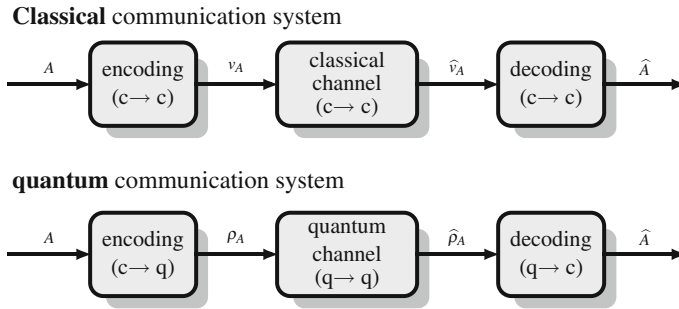 Classical communication system
A
encoding
(c→ c)
v_A
classical
channel
(c→ c)
v̂_A
decoding
(c→ c)
Â
quantum communication system
A
encoding
(c→ q)
ρ_A
quantum
channel
(q→ q)
ρ̂_A
decoding
(q→ c)
Â